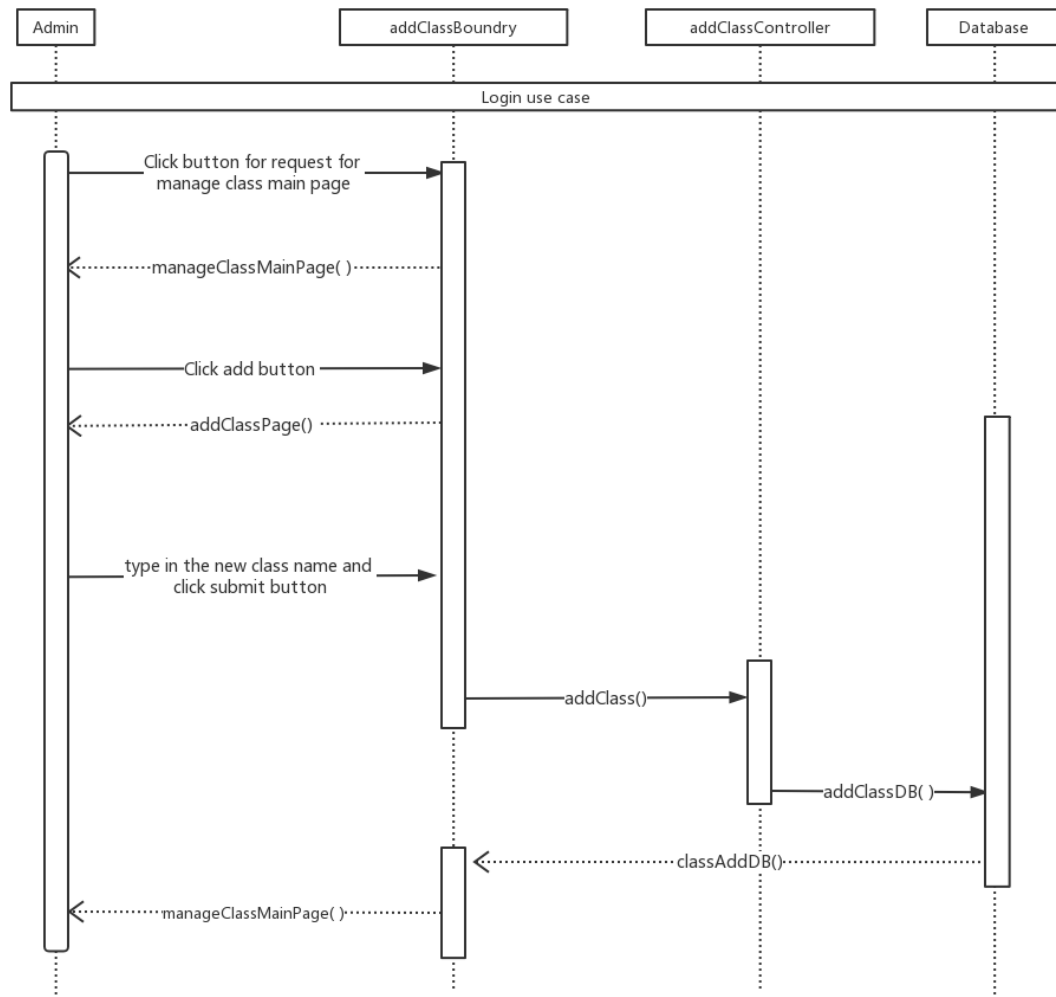 Admin
addClassBoundry
addClassController
Database
Login use case
Click button for request for
manage class main page
manageClassMainPage( )
Click add button
addClassPage()
type in the new class name and
click submit button
addClass()
addClassDB( )
classAddDB()
manageClassMainPage( )